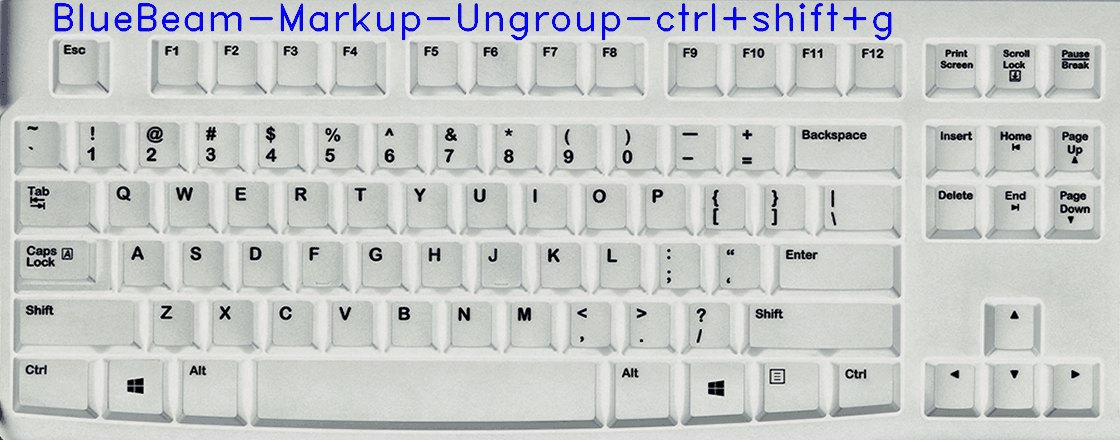 BlueBeam-Markup-Ungroup-ctrl+shift+g
Esc F1 F2 F3 F4 F5 F6 F7 F8 F9 F10 F11 F12 Print Screen Scroll Lock Pause Break
~ ! @ # $ % ^ & * ( ) — + Backspace Insert Home Page Up
` 1 2 3 4 5 6 7 8 9 0 - =
Tab Q W E R T Y U I O P { } | Delete End Page Down
[ ] \
Caps Lock A A S D F G H J K L : “ Enter
; ‘
Shift Z X C V B N M < > ? Shift
, . /
Ctrl Alt Alt Ctrl